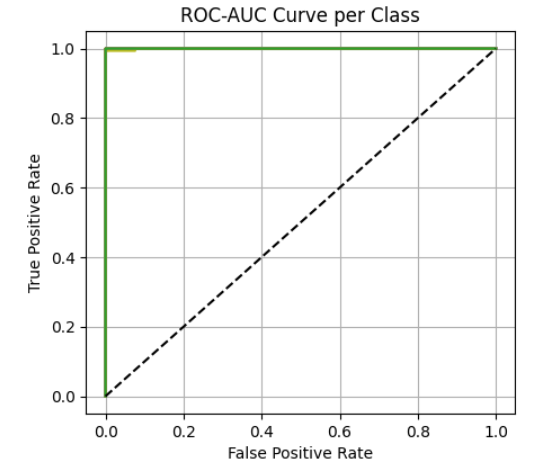 ROC-AUC Curve per Class
1.0
0.8
0.6
0.4
0.2
0.0
True Positive Rate
0.0 0.2 0.4 0.6 0.8 1.0
False Positive Rate